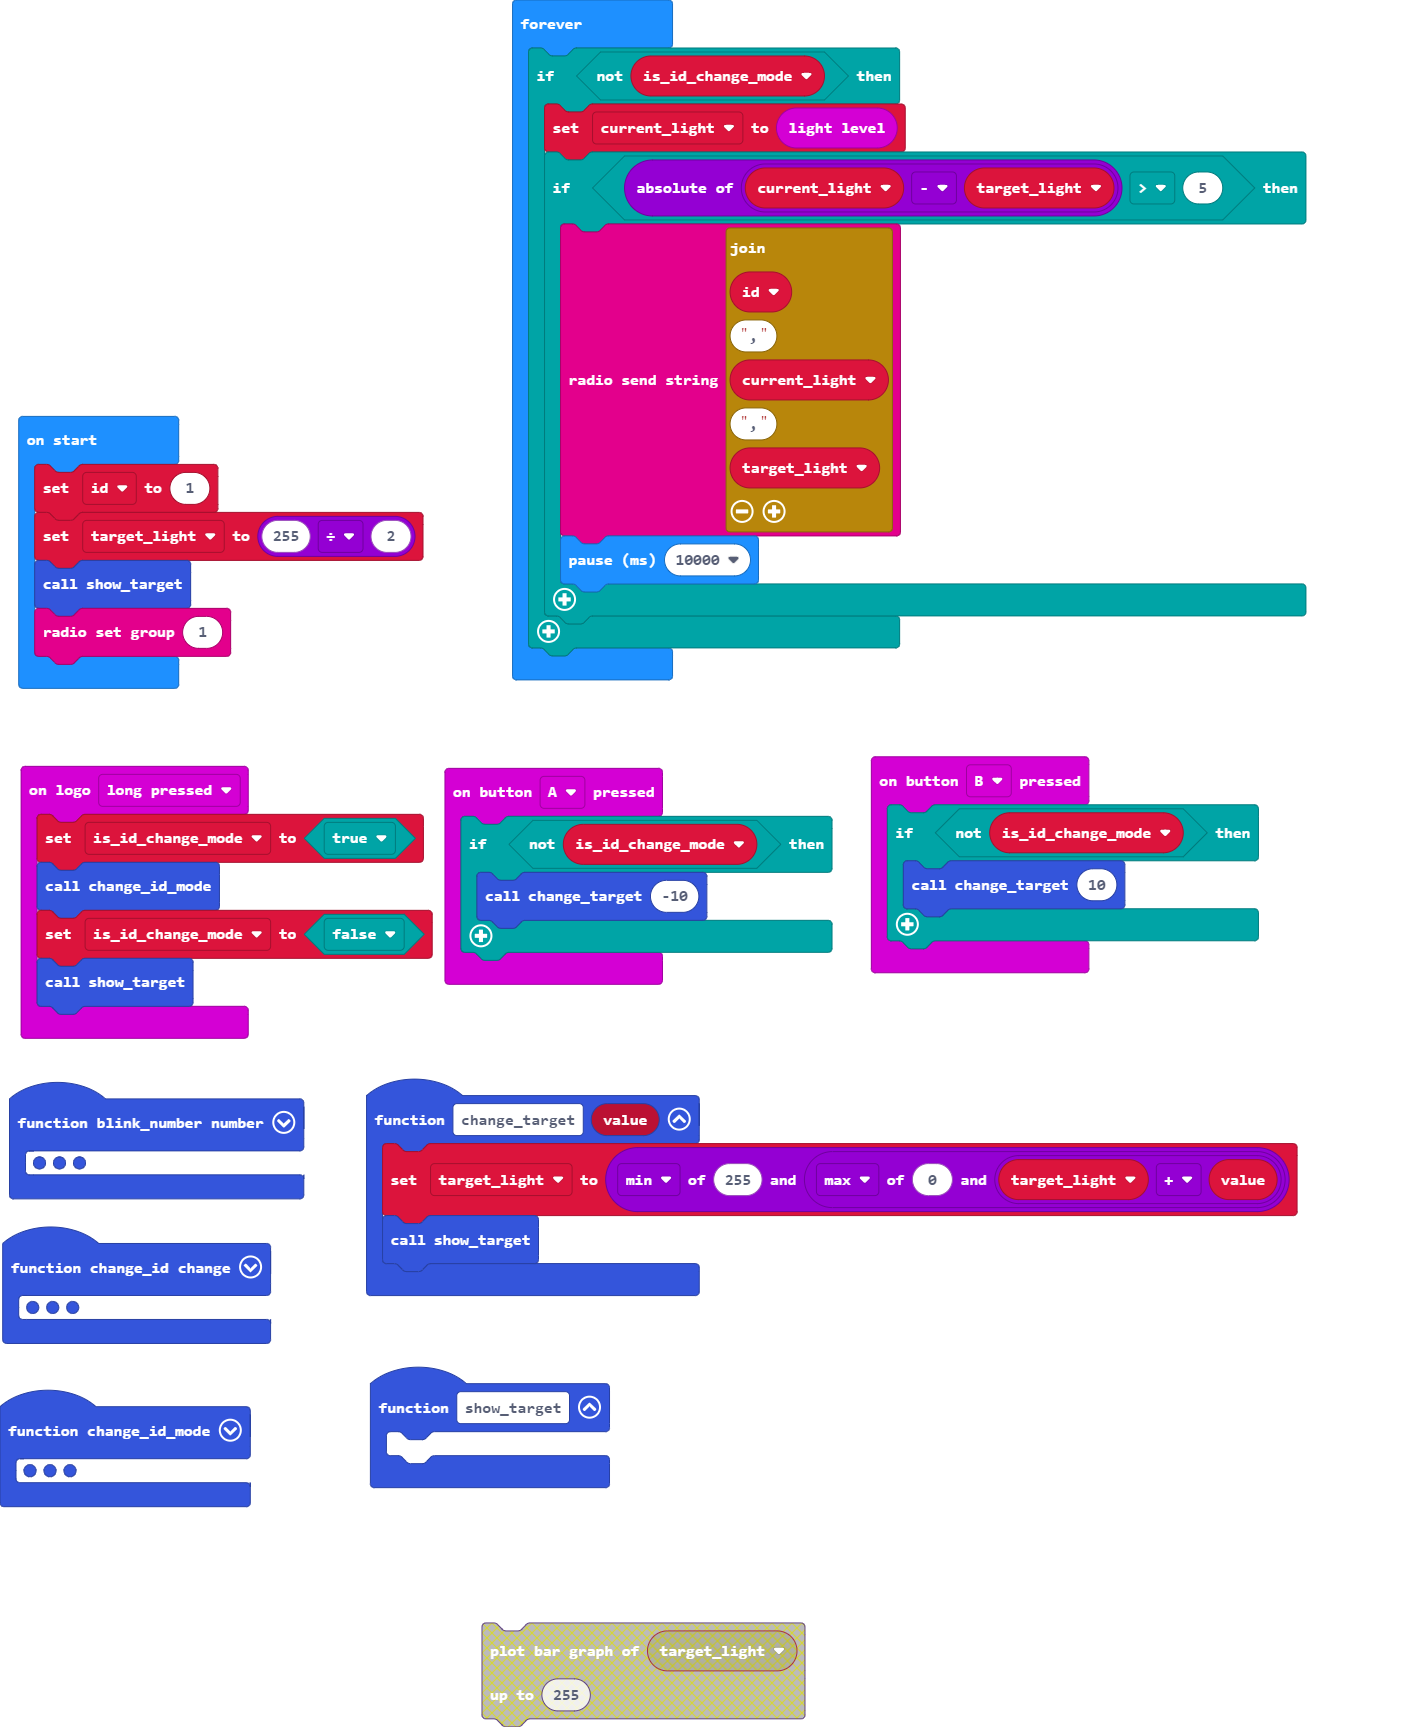 forever
if not is_id_change_mode then
set current_light to light level
if absolute of current_light - target_light > 5 then
join
id
","
radio send string current_light
","
target_light
pause (ms) 10000
on start
set id to 1
set target_light to 255 ÷ 2
call show_target
radio set group 1
on logo long pressed
set is_id_change_mode to true
call change_id_mode
set is_id_change_mode to false
call show_target
on button A pressed
if not is_id_change_mode then
call change_target -10
on button B pressed
if not is_id_change_mode then
call change_target 10
function blink_number number
function change_id change
function change_id_mode
function change_target value
set target_light to min of 255 and max of 0 and target_light + value
call show_target
function show_target
plot bar graph of target_light
up to 255